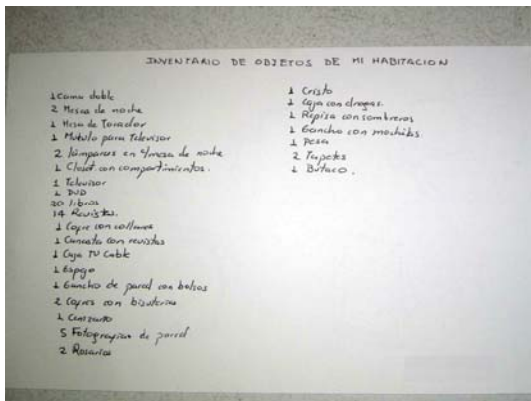 INVENTARIO DE OBJETOS DE MI HABITACION
1 Cama doble
2 Mesas de noche
1 Mesa de Tocador
1 Mueble para Televisor
2 lámparas en mesa de noche
1 Closet con compartimientos.
1 Televisor
1 DVD
20 libros
14 Revistas.
1 Cofre con collares
1 Canasta con revistas
1 Caja TV Cable
1 Espejo
1 Gancho de pared con bolsos
2 Cofres con bisuterias
1 Cenicero
5 Fotografias de pared
2 Rosarios
1 Cristo
1 Caja con drogas.
1 Repisa con sombreros
1 Gancho con mochilas.
1 Pesa
2 Tapetes
1 Butaco.